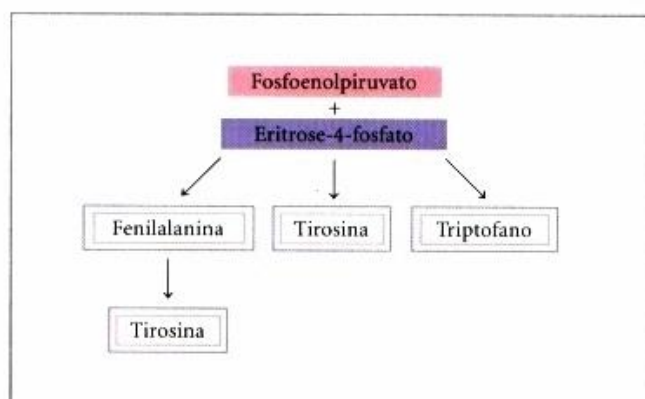 Fosfoenolpiruvato
+
Eritrose-4-fosfato
Fenilalanina
Tirosina
Triptofano
Tirosina